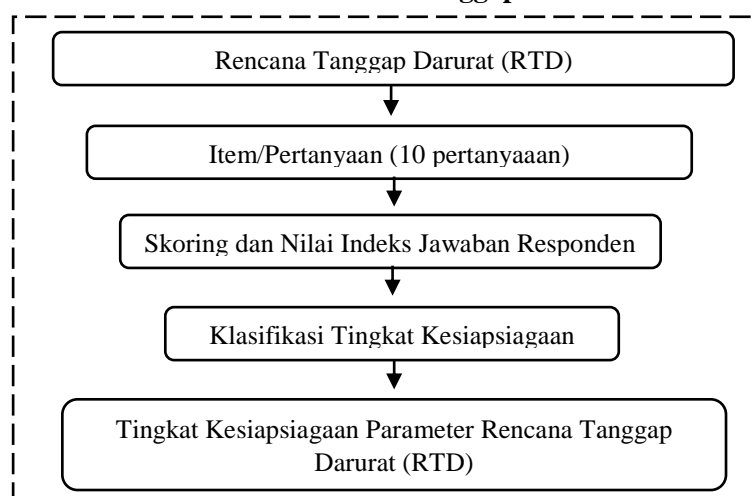 Rencana Tanggap Darurat (RTD)
Item/Pertanyaan (10 pertanyaaan)
Skoring dan Nilai Indeks Jawaban Responden
Klasifikasi Tingkat Kesiapsiagaan
Tingkat Kesiapsiagaan Parameter Rencana Tanggap
Darurat (RTD)